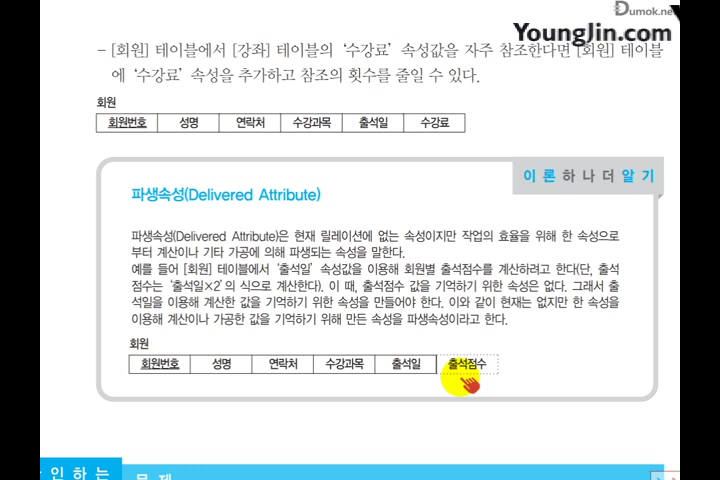 Dumok.ne
YoungJin.com
- [회원] 테이블에서 [강좌] 테이블의 ‘수강료’ 속성값을 자주 참조한다면 [회원] 테이블
에 ‘수강료’ 속성을 추가하고 참조의 횟수를 줄일 수 있다.
회원
회원번호 성명 연락처 수강과목 출석일 수강료
이론 하나 더 알기
파생속성(Delivered Attribute)
파생속성(Delivered Attribute)은 현재 릴레이션에 없는 속성이지만 작업의 효율을 위해 한 속성으로
부터 계산이나 기타 가공에 의해 파생되는 속성을 말한다.
예를 들어 [회원] 테이블에서 ‘출석일’ 속성값을 이용해 회원별 출석점수를 계산하려고 한다(단, 출석
점수는 ‘출석일×2’의 식으로 계산한다). 이 때, 출석점수 값을 기억하기 위한 속성은 없다. 그래서 출
석일을 이용해 계산한 값을 기억하기 위한 속성을 만들어야 한다. 이와 같이 현재는 없지만 한 속성을
이용해 계산이나 가공한 값을 기억하기 위해 만든 속성을 파생속성이라고 한다.
회원
회원번호 성명 연락처 수강과목 출석일 출석점수
인하는
문제